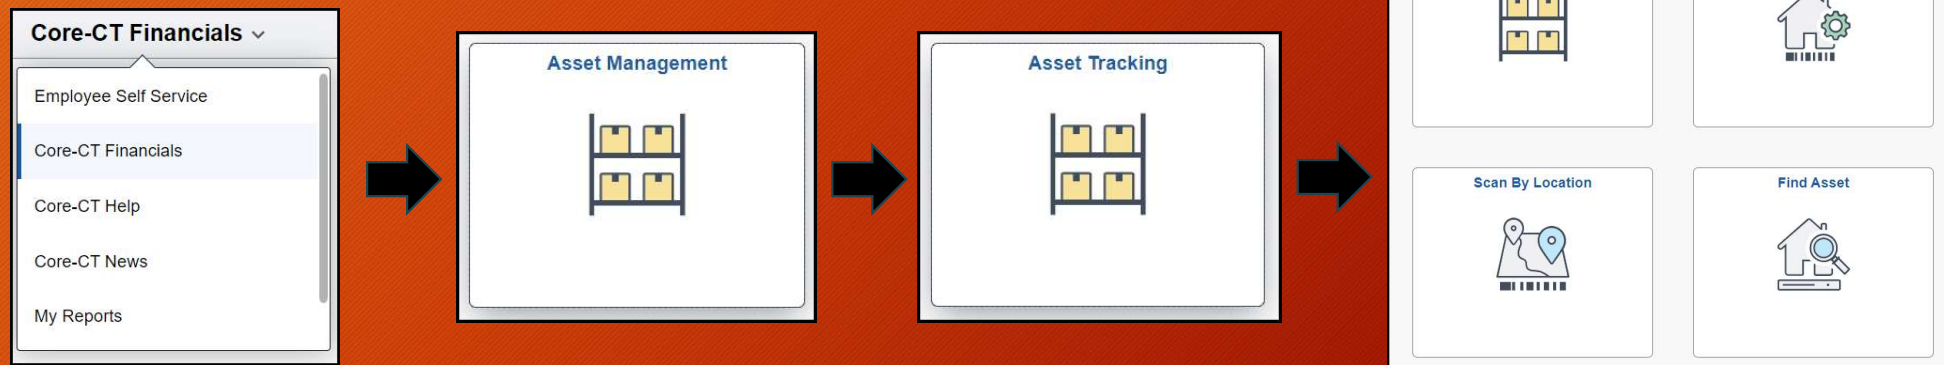 Core-CT Financials
Employee Self Service
Core-CT Financials
Core-CT Help
Core-CT News
My Reports
Asset Management
Asset Tracking
Scan By Location
Find Asset